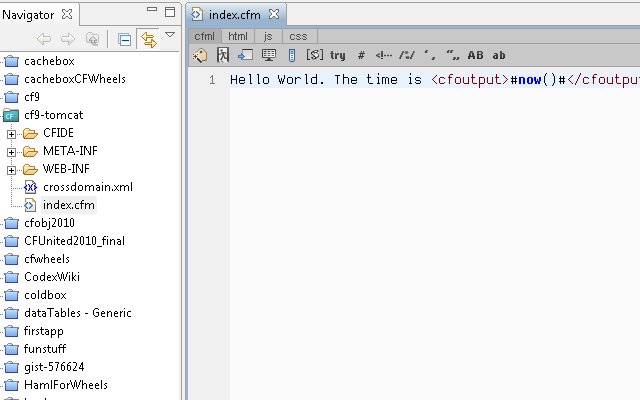 Navigator
cachebox
cacheboxCFWheels
cf9
cf9-tomcat
CFIDE
META-INF
WEB-INF
crossdomain.xml
index.cfm
cfobj2010
CFUnited2010_final
cfwheels
CodexWiki
coldbox
dataTables - Generic
firstapp
funstuff
gist-576624
HamlForWheels
index.cfm
cfml html js css
try # <!-- /*:*/ ‘, “,, AB ab
1 Hello World. The time is <cfoutput>#now()#</cfoutpu